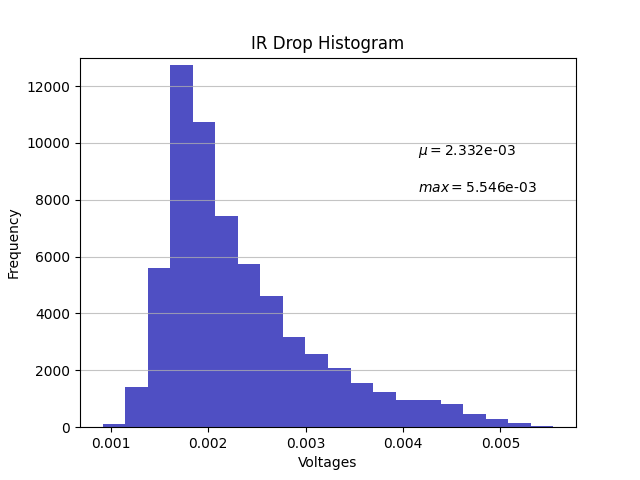 IR Drop Histogram
12000
10000
8000
6000
4000
2000
0
Frequency
μ = 2.332e-03
max = 5.546e-03
0.001 0.002 0.003 0.004 0.005
Voltages